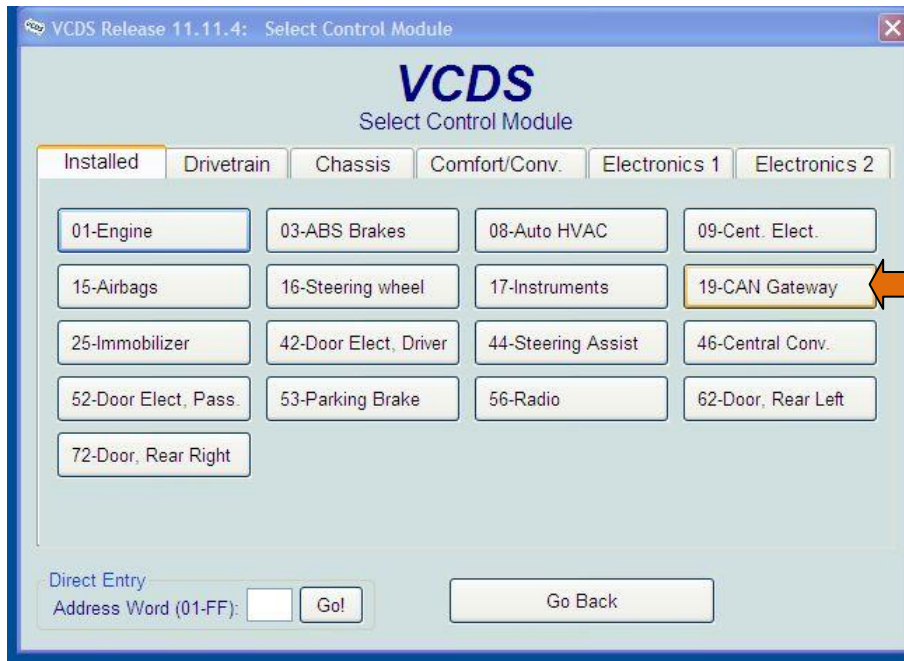 VCDS Release 11.11.4: Select Control Module
VCDS
Select Control Module
Installed Drivetrain Chassis Comfort/Conv. Electronics 1 Electronics 2
01-Engine 03-ABS Brakes 08-Auto HVAC 09-Cent. Elect.
15-Airbags 16-Steering wheel 17-Instruments 19-CAN Gateway
25-Immobilizer 42-Door Elect, Driver 44-Steering Assist 46-Central Conv.
52-Door Elect, Pass. 53-Parking Brake 56-Radio 62-Door, Rear Left
72-Door, Rear Right
Direct Entry
Address Word (01-FF): Go! Go Back